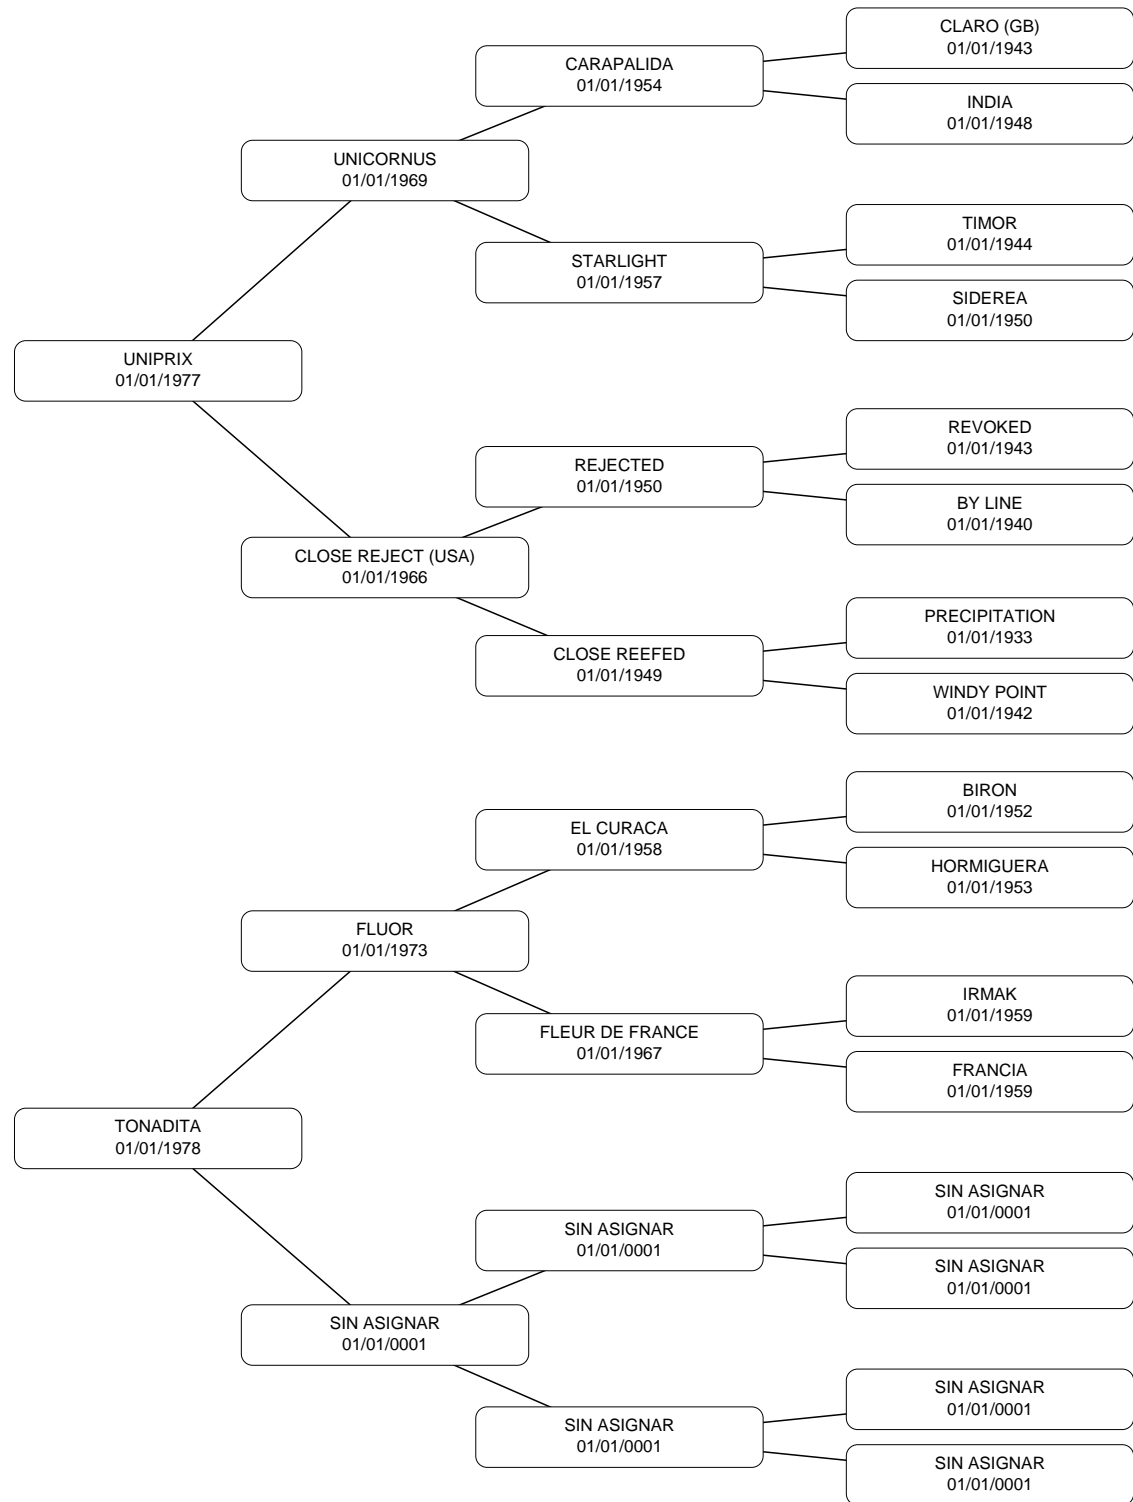 CLARO (GB)
01/01/1943
CARAPALIDA
01/01/1954
INDIA
01/01/1948
UNICORNUS
01/01/1969
TIMOR
01/01/1944
STARLIGHT
01/01/1957
SIDEREA
01/01/1950
UNIPRIX
01/01/1977
REVOKED
01/01/1943
REJECTED
01/01/1950
BY LINE
01/01/1940
CLOSE REJECT (USA)
01/01/1966
PRECIPITATION
01/01/1933
CLOSE REEFED
01/01/1949
WINDY POINT
01/01/1942
BIRON
01/01/1952
EL CURACA
01/01/1958
HORMIGUERA
01/01/1953
FLUOR
01/01/1973
IRMAK
01/01/1959
FLEUR DE FRANCE
01/01/1967
FRANCIA
01/01/1959
TONADITA
01/01/1978
SIN ASIGNAR
01/01/0001
SIN ASIGNAR
01/01/0001
SIN ASIGNAR
01/01/0001
SIN ASIGNAR
01/01/0001
SIN ASIGNAR
01/01/0001
SIN ASIGNAR
01/01/0001
SIN ASIGNAR
01/01/0001